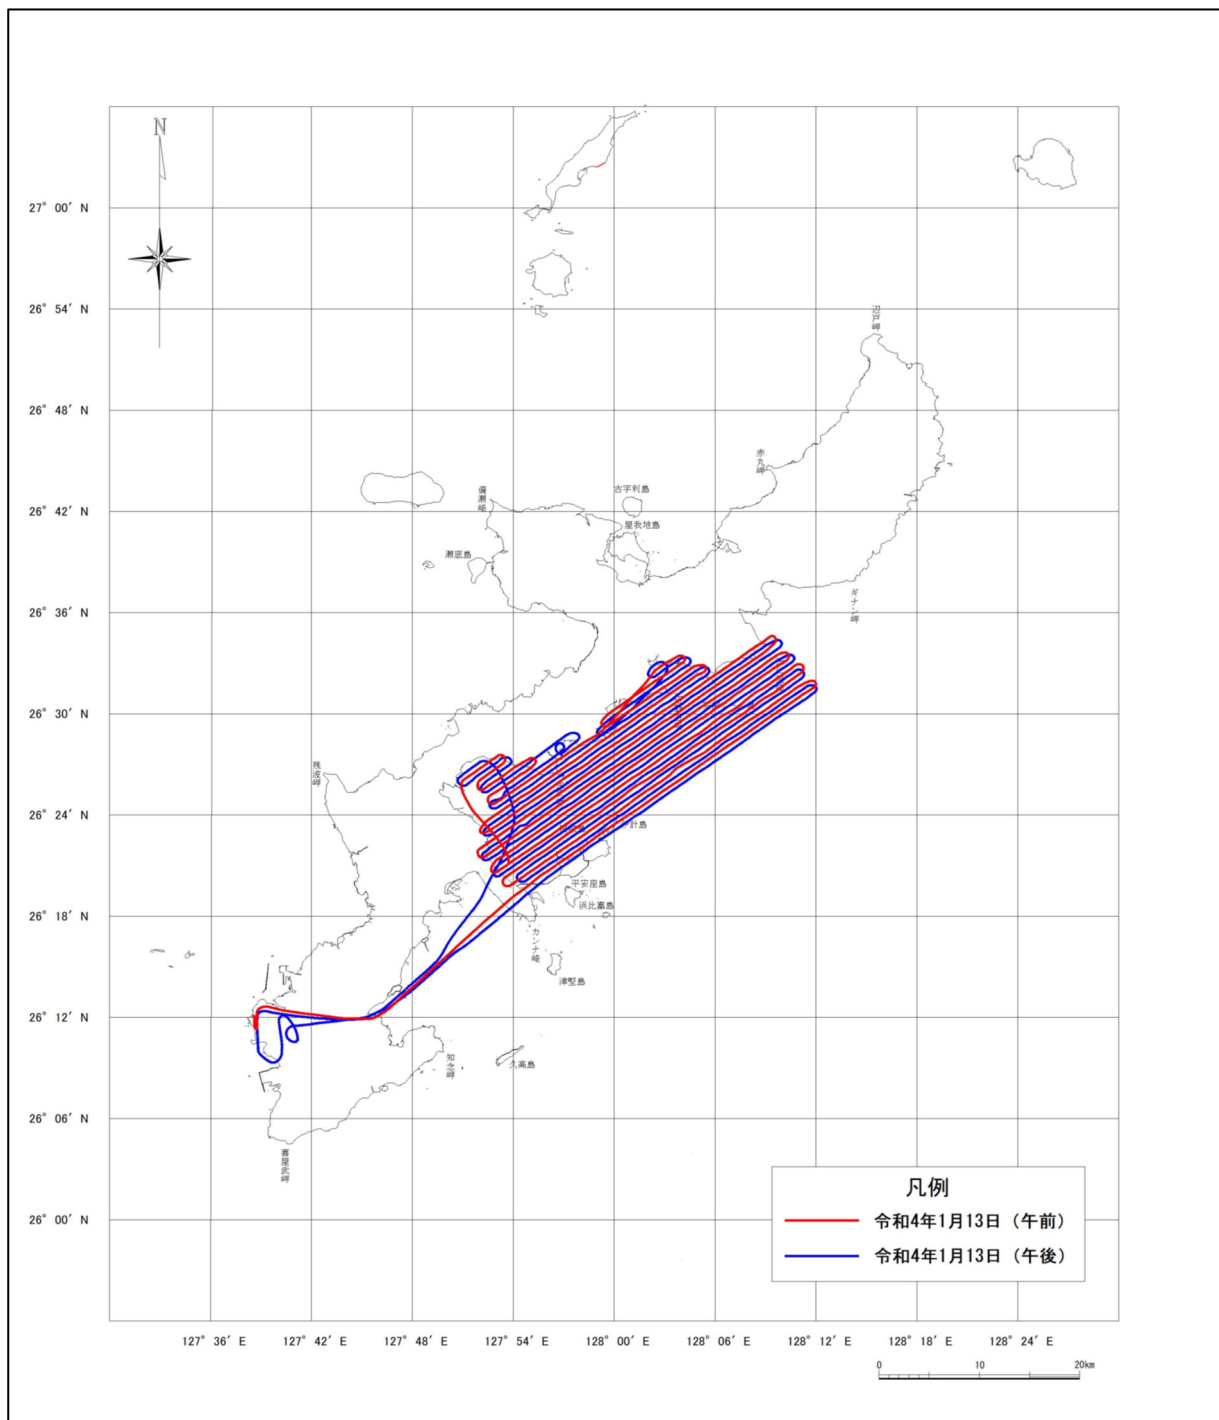 N
27° 00′ N
26° 54′ N
辺戸岬
26° 48′ N
赤丸岬
備瀬崎
古宇利島
26° 42′ N
屋我地島
瀬底島
26° 36′ N
ギナン岬
26° 30′ N
残波岬
26° 24′ N
伊計島
平安座島
浜比嘉島
26° 18′ N
カンナ崎
津堅島
26° 12′ N
知念岬
久高島
26° 06′ N
喜屋武岬
26° 00′ N
凡例
令和4年1月13日（午前）
令和4年1月13日（午後）
127° 36′ E 127° 42′ E 127° 48′ E 127° 54′ E 128° 00′ E 128° 06′ E 128° 12′ E 128° 18′ E 128° 24′ E
0 10 20km